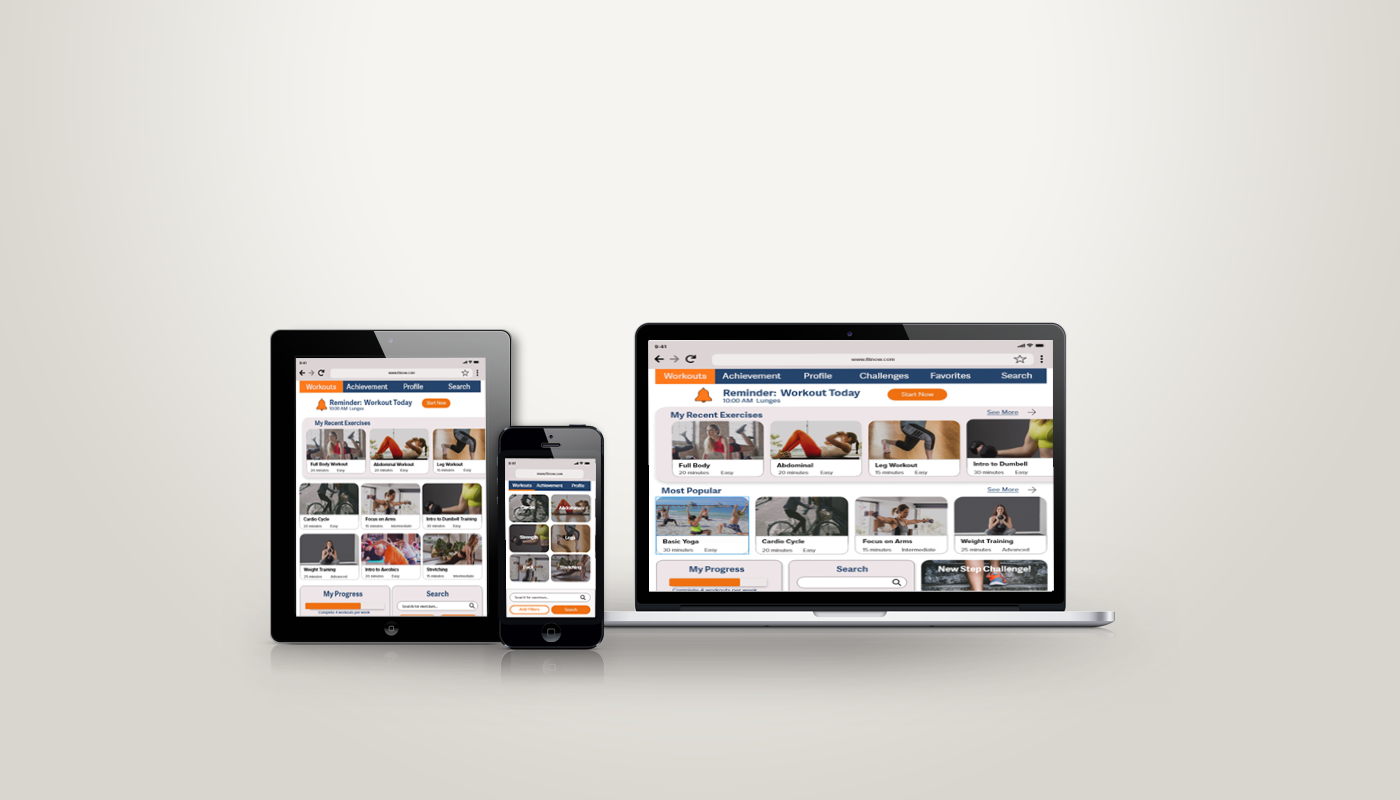 9:41
www.fitnow.com
Workouts Achievement Profile Search
Reminder: Workout Today
10:00 AM Lunges
Start Now
My Recent Exercises
Full Body Workout
20 minutes Easy
Abdominal Workout
20 minutes Easy
Leg Workout
15 minutes Easy
Cardio Cycle
20 minutes Easy
Focus on Arms
15 minutes Intermediate
Intro to Dumbell Training
30 minutes Easy
Weight Training
25 minutes Advanced
Intro to Aerobics
20 minutes Easy
Stretching
15 minutes Intermediate
My Progress
Complete 4 workouts per week
Search
Search for exercises...
9:41
www.fitnow.com
Workouts Achievement Profile
Cardio
Abdominal
Strength
Legs
Back
Stretching
Search for exercises...
Add Filters
Search
9:41
www.fitnow.com
Workouts Achievement Profile Challenges Favorites Search
Reminder: Workout Today
10:00 AM Lunges
Start Now
My Recent Exercises
See More
Full Body
20 minutes Easy
Abdominal
20 minutes Easy
Leg Workout
15 minutes Easy
Intro to Dumbell
30 minutes Easy
Most Popular
See More
Basic Yoga
30 minutes Easy
Cardio Cycle
20 minutes Easy
Focus on Arms
15 minutes Intermediate
Weight Training
25 minutes Advanced
My Progress
Complete 4 workouts per week
Search
New Step Challenge!